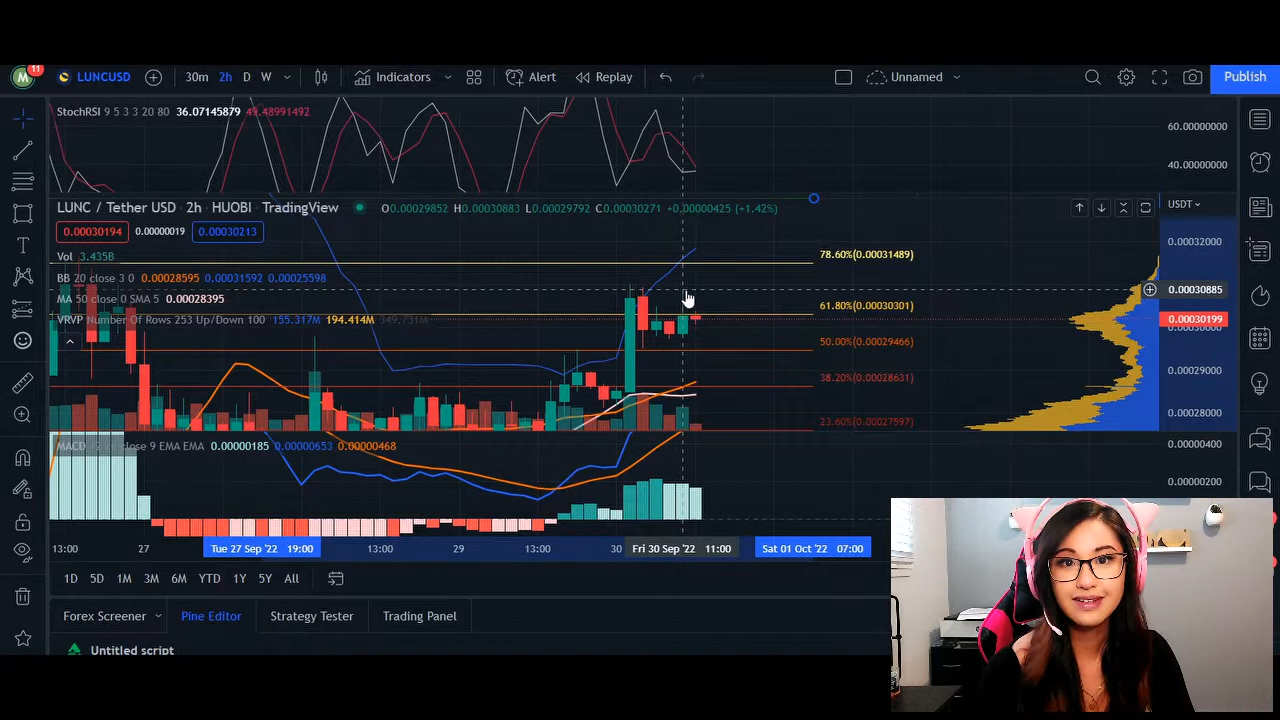 M 11 LUNCUSD 30m 2h D W Indicators Alert Replay Unnamed Publish
StochRSI 9 5 3 3 20 80 36.07145879 49.48991492
60.00000000
40.00000000
LUNC / Tether USD · 2h · HUOBI · TradingView O0.00029852 H0.00030883 L0.00029792 C0.00030271 +0.00000425 (+1.42%) USDT
0.00030194 0.00000019 0.00030213
0.00032000
Vol 3.435B
78.60%(0.00031489)
BB 20 close 3 0 0.00028595 0.00031592 0.00025598
0.00030885
MA 50 close 0 SMA 5 0.00028395
61.80%(0.00030301)
VRVP Number Of Rows 253 Up/Down 100 155.317M 194.414M 349.731M
0.00030199
0.00030000
50.00%(0.00029466)
0.00029000
38.20%(0.00028631)
0.00028000
23.60%(0.00027597)
MACD close 9 EMA EMA 0.00000185 0.00000653 0.00000468
0.00000400
0.00000200
13:00 27 Tue 27 Sep '22 19:00 13:00 29 13:00 30 Fri 30 Sep '22 11:00 Sat 01 Oct '22 07:00
1D 5D 1M 3M 6M YTD 1Y 5Y All
Forex Screener Pine Editor Strategy Tester Trading Panel
Untitled script